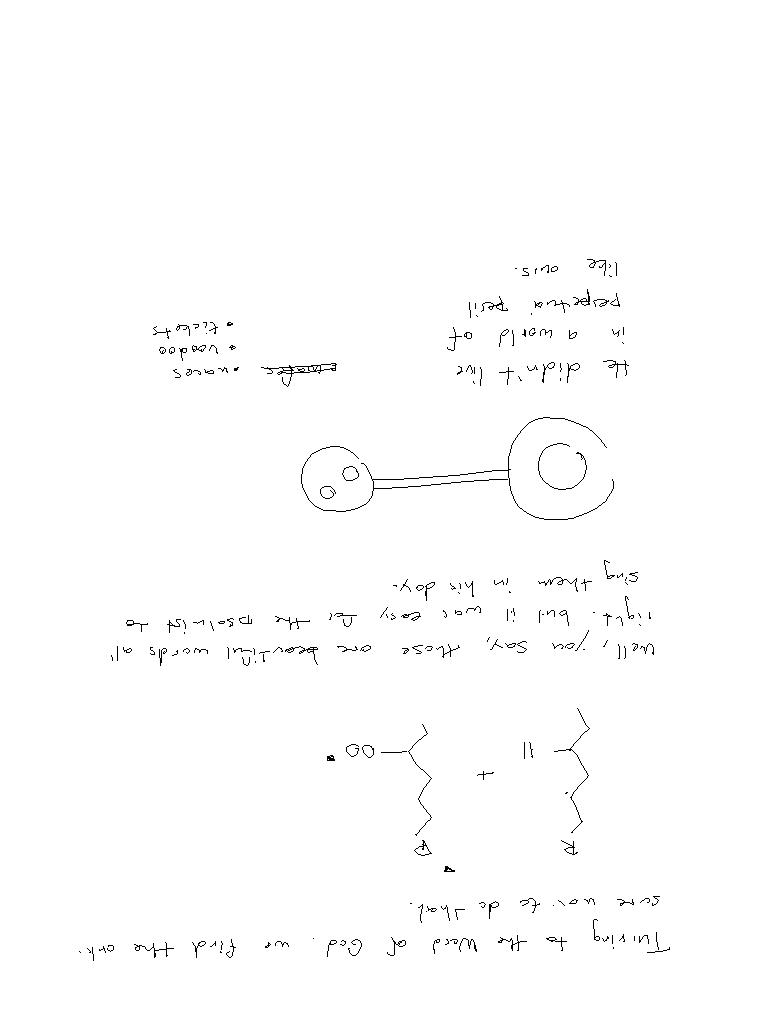 Turning to the Word of God, we find the only
sure way to do that.
R R
H + OO
Well, you say, those are beautiful words all
right, but it was easy for the psalmist to
sing them in his day.
He didn't live
in a world of
perpetual peril
like ours.
• voodoo
• tickets